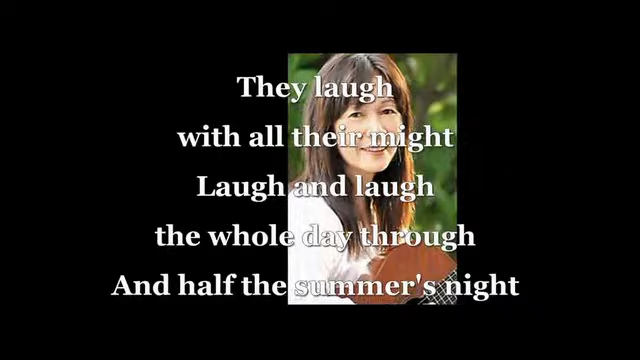 They laugh
with all their might
Laugh and laugh
the whole day through
And half the summer's night